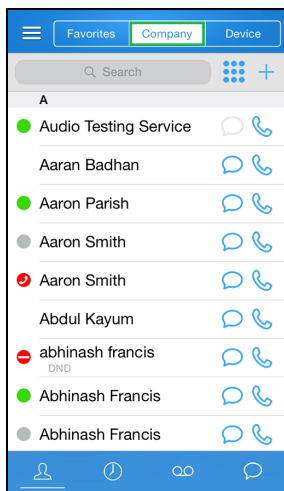 Favorites Company Device
Search
A
Audio Testing Service
Aaran Badhan
Aaron Parish
Aaron Smith
Aaron Smith
Abdul Kayum
abhinash francis
DND
Abhinash Francis
Abhinash Francis